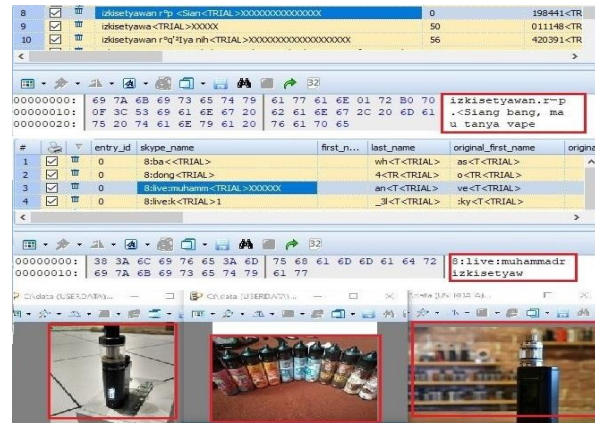 8 izkisetyawan rºp <Sian<TRIAL>XXXXXXXXXXXXXXX 0 198441<TR
9 izkisetyawa<TRIAL>XXXXX 50 011148<TR
10 izkisetyawan rºq'²Iya nih<TRIAL>XXXXXXXXXXXXXXXXXXX 56 420391<TR
32
00000000: 69 7A 6B 69 73 65 74 79 61 77 61 6E 01 72 B0 70 izkisetyawan.r~p
00000010: 0F 3C 53 69 61 6E 67 20 62 61 6E 67 2C 20 6D 61 .<Siang bang, ma
00000020: 75 20 74 61 6E 79 61 20 76 61 70 65 u tanya vape
# entry_id skype_name first_n... last_name original_first_name origina
1 0 8:ba<<TRIAL> wh<T<TRIAL> as<T<TRIAL>
2 0 8:dong<TRIAL> 4<TR<TRIAL> o<TR<TRIAL>
3 0 8:live:muhamm<TRIAL>XXXXXX an<T<TRIAL> ve<T<TRIAL>
4 0 8:live:k<TRIAL>1 _3l<T<TRIAL> :ky<T<TRIAL>
32
00000000: 38 3A 6C 69 76 65 3A 6D 75 68 61 6D 6D 61 64 72 8:live:muhammadr
00000010: 69 7A 6B 69 73 65 74 79 61 77 izkisetyaw
C:\data (USERDATA)... C:\data (USERDATA)...